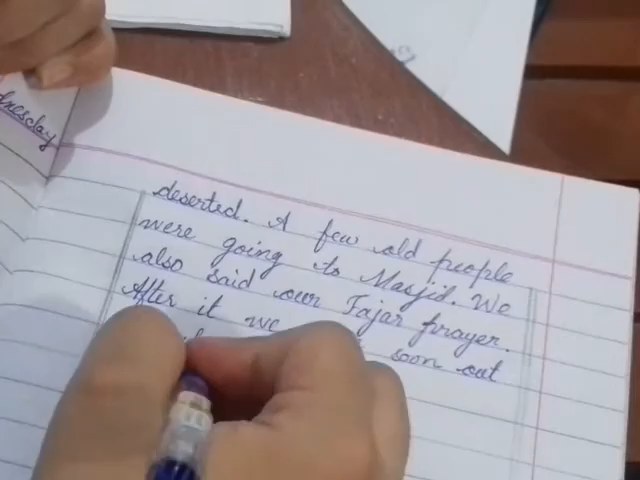 dnesday
deserted. A few old people
were going to Masjid. We
also said our Fajar prayer.
After it we soon out